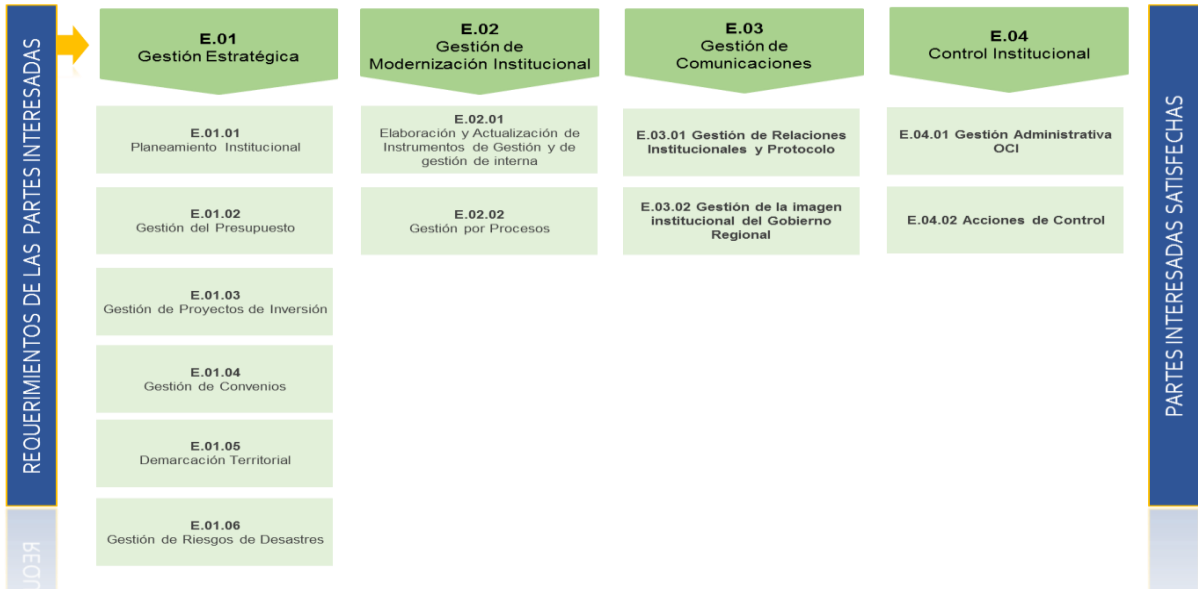 REQUERIMIENTOS DE LAS PARTES INTERESADAS
E.01
Gestión Estratégica
E.01.01
Planeamiento Institucional
E.01.02
Gestión del Presupuesto
E.01.03
Gestión de Proyectos de Inversión
E.01.04
Gestión de Convenios
E.01.05
Demarcación Territorial
E.01.06
Gestión de Riesgos de Desastres
E.02
Gestión de
Modernización Institucional
E.02.01
Elaboración y Actualización de
Instrumentos de Gestión y de
gestión de interna
E.02.02
Gestión por Procesos
E.03
Gestión de
Comunicaciones
E.03.01 Gestión de Relaciones
Institucionales y Protocolo
E.03.02 Gestión de la imagen
institucional del Gobierno
Regional
E.04
Control Institucional
E.04.01 Gestión Administrativa
OCI
E.04.02 Acciones de Control
PARTES INTERESADAS SATISFECHAS